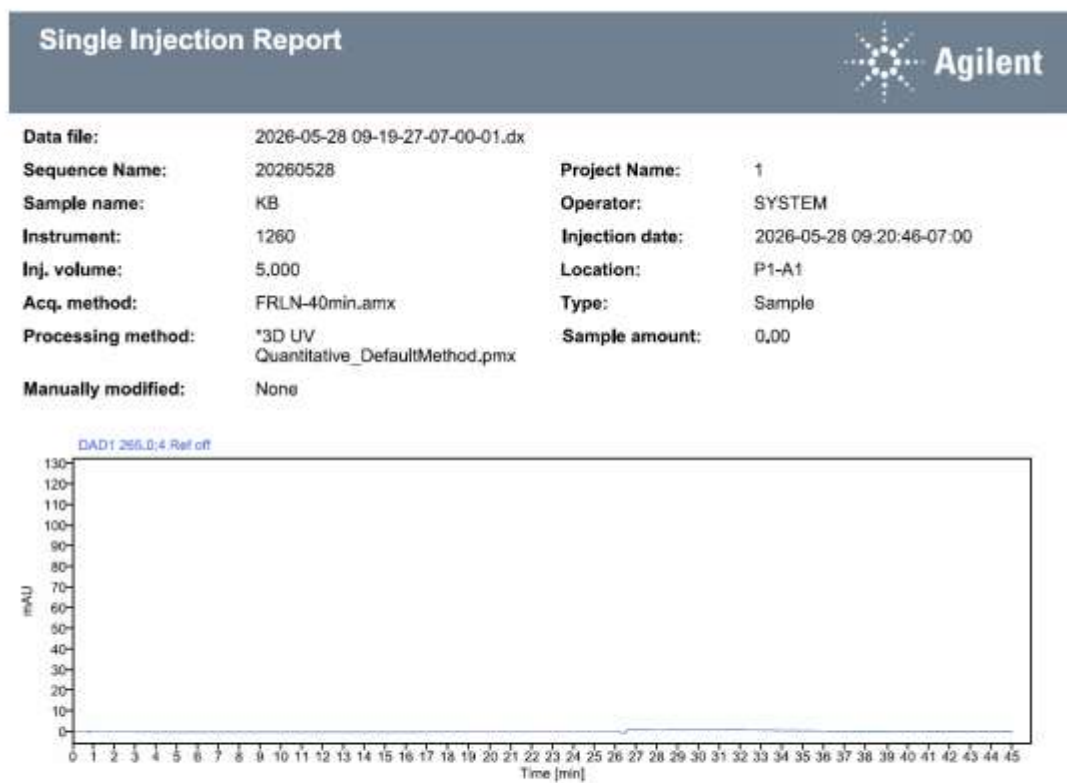 Single Injection Report
Agilent
Data file: 2026-05-28 09-19-27-07-00-01.dx
Sequence Name: 20260528 Project Name: 1
Sample name: KB Operator: SYSTEM
Instrument: 1260 Injection date: 2026-05-28 09:20:46-07:00
Inj. volume: 5.000 Location: P1-A1
Acq. method: FRLN-40min.amx Type: Sample
Processing method: *3D UV Sample amount: 0.00
Quantitative_DefaultMethod.pmx
Manually modified: None
DAD1 265.0;4 Ref off
130
120
110
100
90
80
70
60
50
40
30
20
10
0
mAU
0 1 2 3 4 5 6 7 8 9 10 11 12 13 14 15 16 17 18 19 20 21 22 23 24 25 26 27 28 29 30 31 32 33 34 35 36 37 38 39 40 41 42 43 44 45
Time [min]